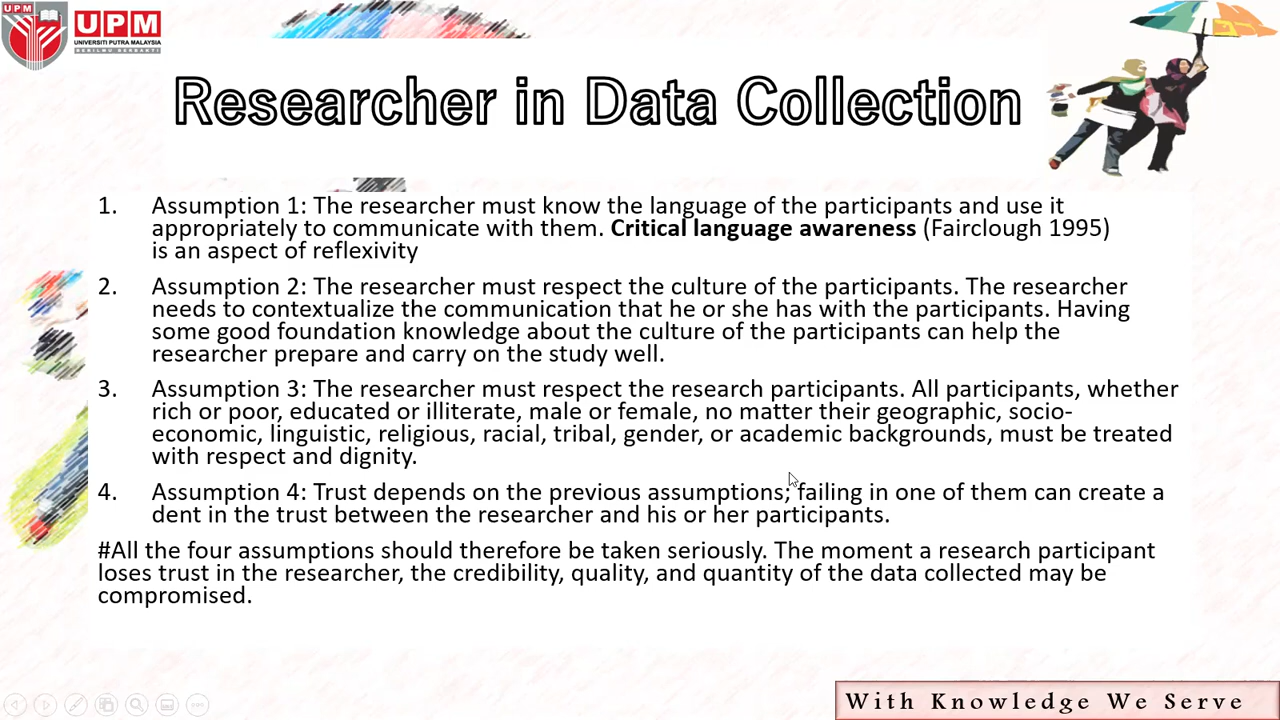 UPM
UPM
UNIVERSITI PUTRA MALAYSIA
BERILMU BERBAKTI
Researcher in Data Collection
1. Assumption 1: The researcher must know the language of the participants and use it
appropriately to communicate with them. Critical language awareness (Fairclough 1995)
is an aspect of reflexivity
2. Assumption 2: The researcher must respect the culture of the participants. The researcher
needs to contextualize the communication that he or she has with the participants. Having
some good foundation knowledge about the culture of the participants can help the
researcher prepare and carry on the study well.
3. Assumption 3: The researcher must respect the research participants. All participants, whether
rich or poor, educated or illiterate, male or female, no matter their geographic, socio-
economic, linguistic, religious, racial, tribal, gender, or academic backgrounds, must be treated
with respect and dignity.
4. Assumption 4: Trust depends on the previous assumptions; failing in one of them can create a
dent in the trust between the researcher and his or her participants.
#All the four assumptions should therefore be taken seriously. The moment a research participant
loses trust in the researcher, the credibility, quality, and quantity of the data collected may be
compromised.
With Knowledge We Serve